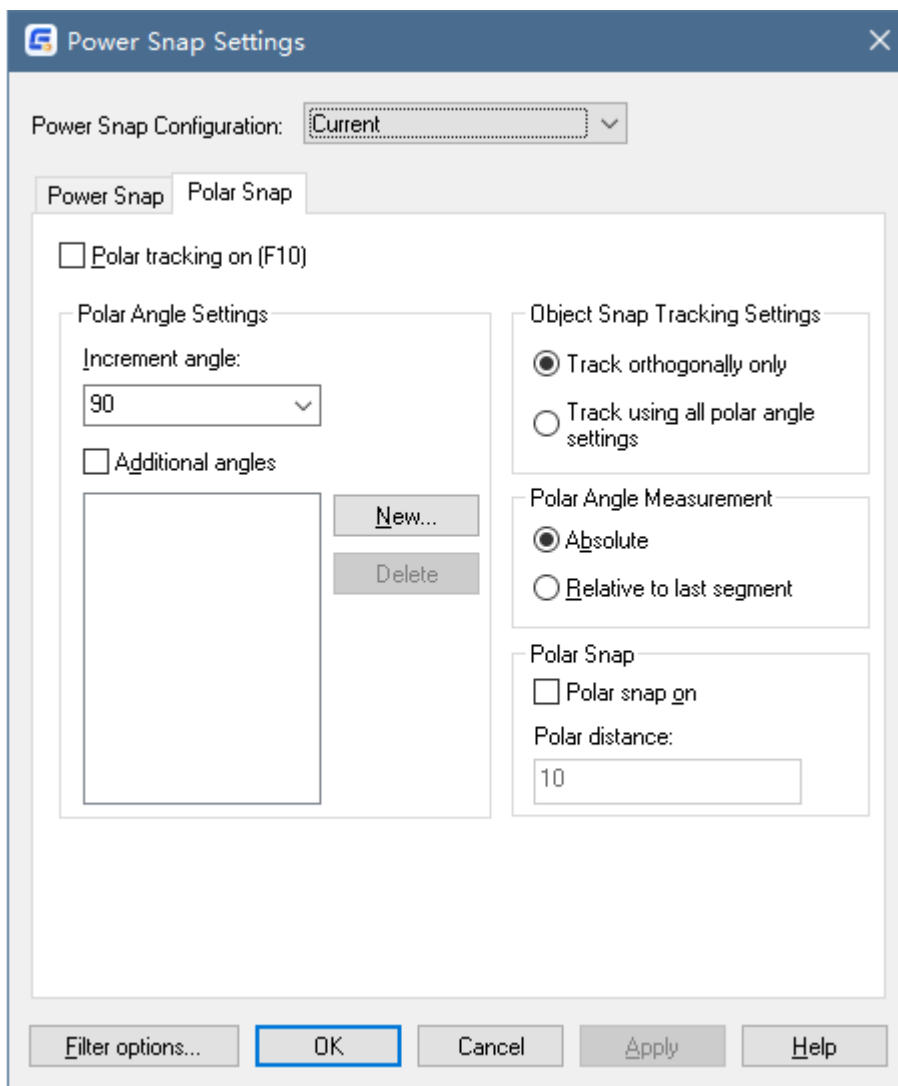 Power Snap Settings
Power Snap Configuration: Current
Power Snap Polar Snap
Polar tracking on (F10)
Polar Angle Settings
Increment angle:
90
Additional angles
New...
Delete
Object Snap Tracking Settings
Track orthogonally only
Track using all polar angle
settings
Polar Angle Measurement
Absolute
Relative to last segment
Polar Snap
Polar snap on
Polar distance:
10
Filter options... OK Cancel Apply Help